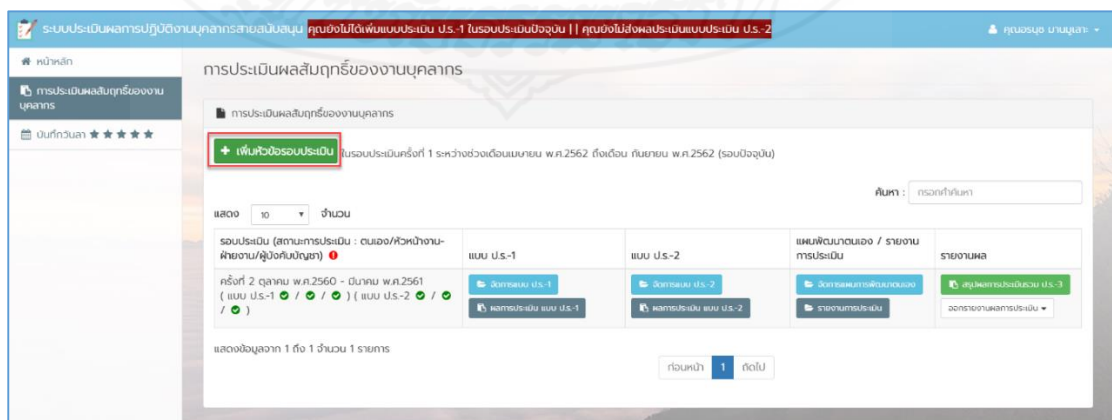 ระบบประเมินผลการปฏิบัติงานบุคลากรสายสนับสนุน คุณยังไม่ได้เพิ่มแบบประเมิน ป.ร.-1 ในรอบประเมินปัจจุบัน || คุณยังไม่ส่งผลประเมินแบบประเมิน ป.ร.-2
คุณอรนุช มานมูเลาะ
หน้าหลัก
การประเมินผลสัมฤทธิ์ของงานบุคลากร
การประเมินผลสัมฤทธิ์ของงาน
บุคลากร
บันทึกวันลา
การประเมินผลสัมฤทธิ์ของงานบุคลากร
+ เพิ่มหัวข้อรอบประเมิน ในรอบประเมินครั้งที่ 1 ระหว่างช่วงเดือนเมษายน พ.ศ.2562 ถึงเดือน กันยายน พ.ศ.2562 (รอบปัจจุบัน)
ค้นหา : กรอกคำค้นหา
แสดง 10 จำนวน
รอบประเมิน (สถานะการประเมิน : ตนเอง/หัวหน้างาน-
ฝ่ายงาน/ผู้บังคับบัญชา)
แบบ ป.ร.-1
แบบ ป.ร.-2
แผนพัฒนาตนเอง / รายงาน
การประเมิน
รายงานผล
ครั้งที่ 2 ตุลาคม พ.ศ.2560 - มีนาคม พ.ศ.2561
( แบบ ป.ร.-1 / / ) ( แบบ ป.ร.-2 /
/ )
จัดการแบบ ป.ร.-1
ผลการประเมิน แบบ ป.ร.-1
จัดการแบบ ป.ร.-2
ผลการประเมิน แบบ ป.ร.-2
จัดการแผนการพัฒนาตนเอง
รายงานการประเมิน
สรุปผลการประเมินรวม ป.ร.-3
ออกรายงานผลการประเมิน
แสดงข้อมูลจาก 1 ถึง 1 จำนวน 1 รายการ
ก่อนหน้า 1 ถัดไป